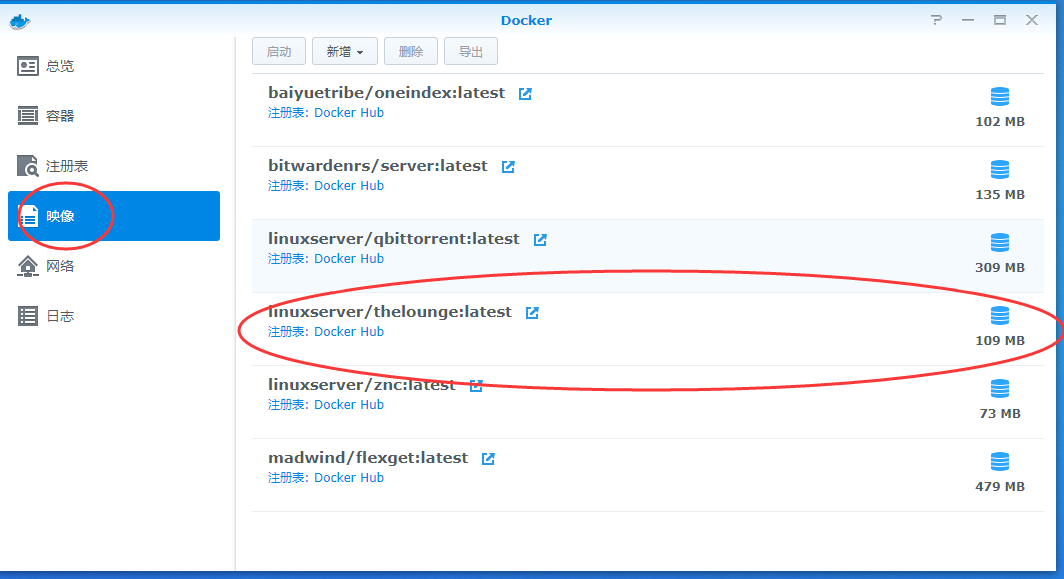 Docker
启动 新增 删除 导出
总览
容器
注册表
映像
网络
日志
baiyuetribe/oneindex:latest
注册表: Docker Hub
102 MB
bitwardenrs/server:latest
注册表: Docker Hub
135 MB
linuxserver/qbittorrent:latest
注册表: Docker Hub
309 MB
linuxserver/thelounge:latest
注册表: Docker Hub
109 MB
linuxserver/znc:latest
注册表: Docker Hub
73 MB
madwind/flexget:latest
注册表: Docker Hub
479 MB